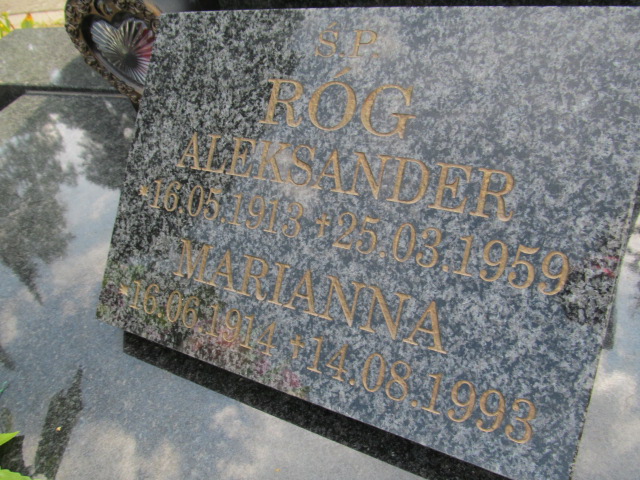 Ś.P.
RÓG
ALEKSANDER
*16.05.1913 +25.03.1959
MARIANNA
*16.06.1914 +14.08.1993